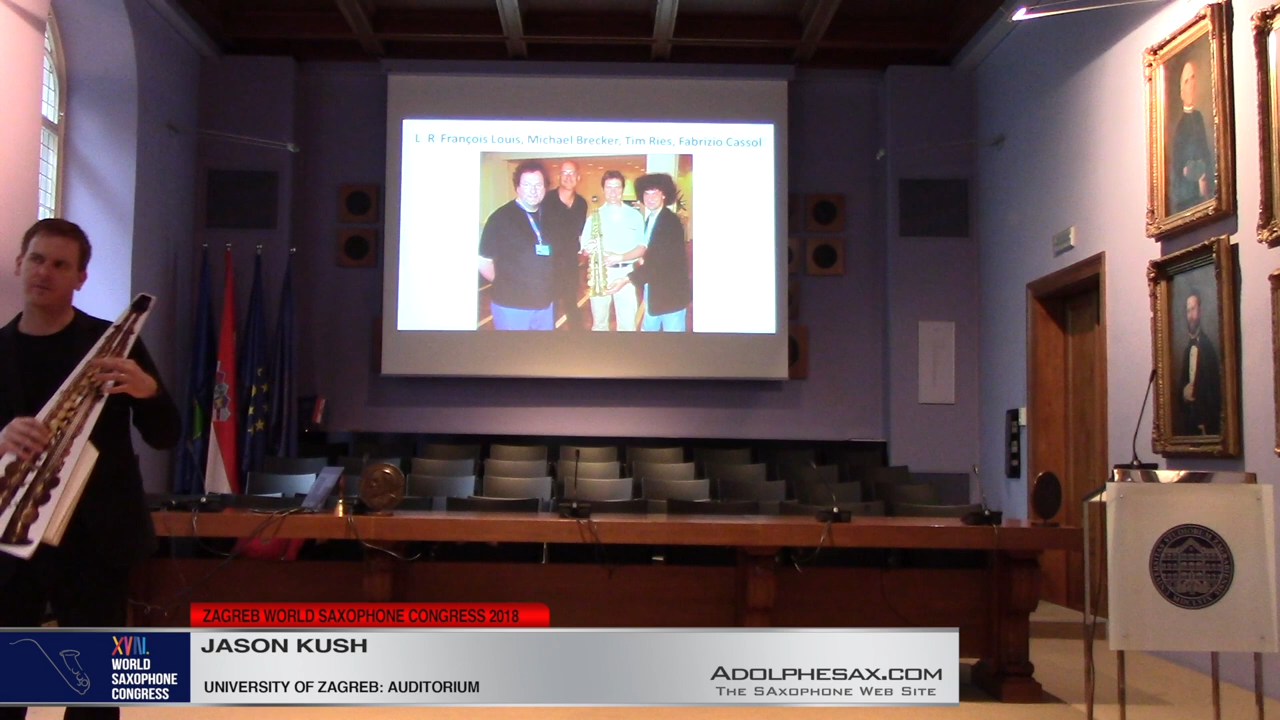 L R François Louis, Michael Brecker, Tim Ries, Fabrizio Cassol
ZAGREB WORLD SAXOPHONE CONGRESS 2018
JASON KUSH
UNIVERSITY OF ZAGREB: AUDITORIUM
XVIII.
WORLD
SAXOPHONE
CONGRESS
ADOLPHESAX.COM
THE SAXOPHONE WEB SITE